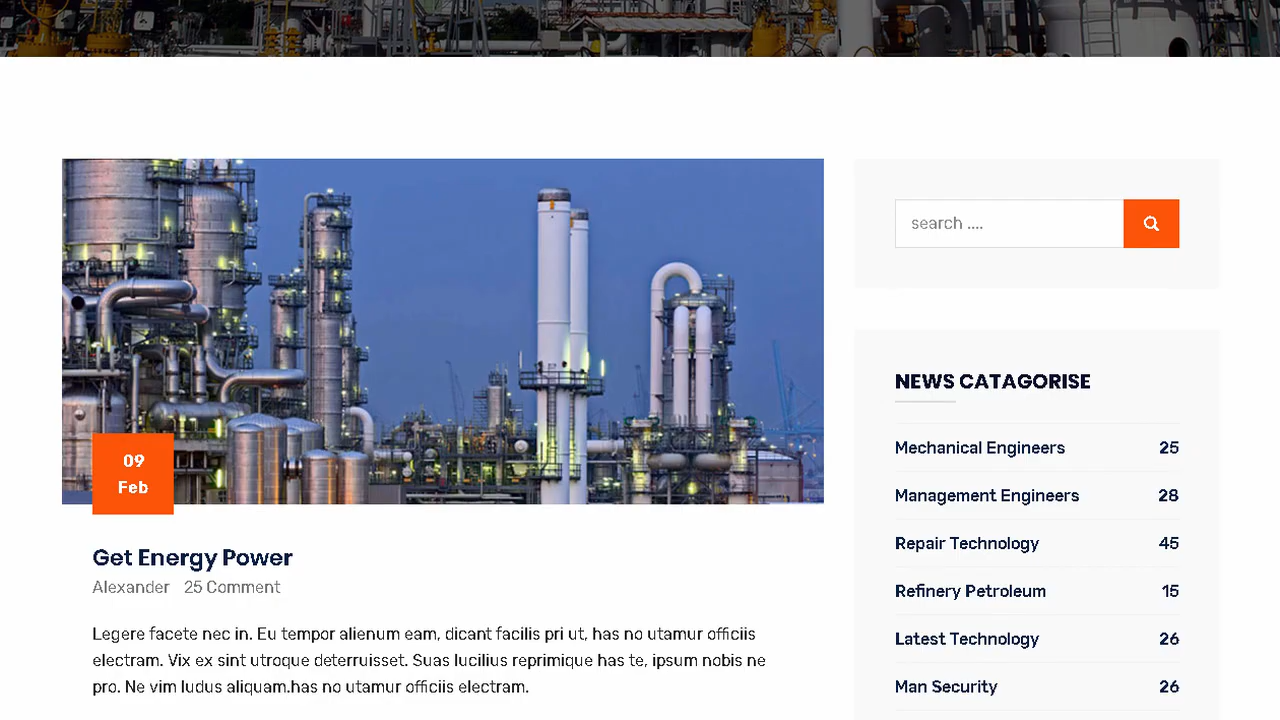 search ....
NEWS CATAGORISE
Mechanical Engineers 25
Management Engineers 28
Repair Technology 45
Refinery Petroleum 15
Latest Technology 26
Man Security 26
09
Feb
Get Energy Power
Alexander 25 Comment
Legere facete nec in. Eu tempor alienum eam, dicant facilis pri ut, has no utamur officiis
electram. Vix ex sint utroque deterruisset. Suas lucilius reprimique has te, ipsum nobis ne
pro. Ne vim ludus aliquam.has no utamur officiis electram.